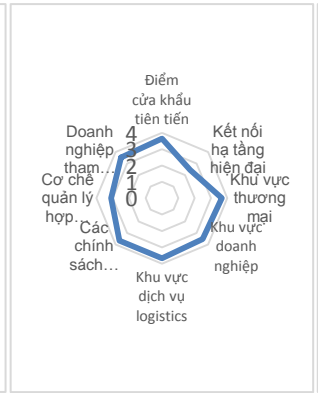 Điểm
cửa khẩu
tiên tiến
Kết nối
hạ tầng
hiện đại
Khu vực
thương
mại
Khu vực
doanh
nghiệp
Khu vực
dịch vụ
logistics
Các
chính
sách…
Cơ chế
quản lý
hợp…
Doanh
nghiệp
tham…
4
3
2
1
0